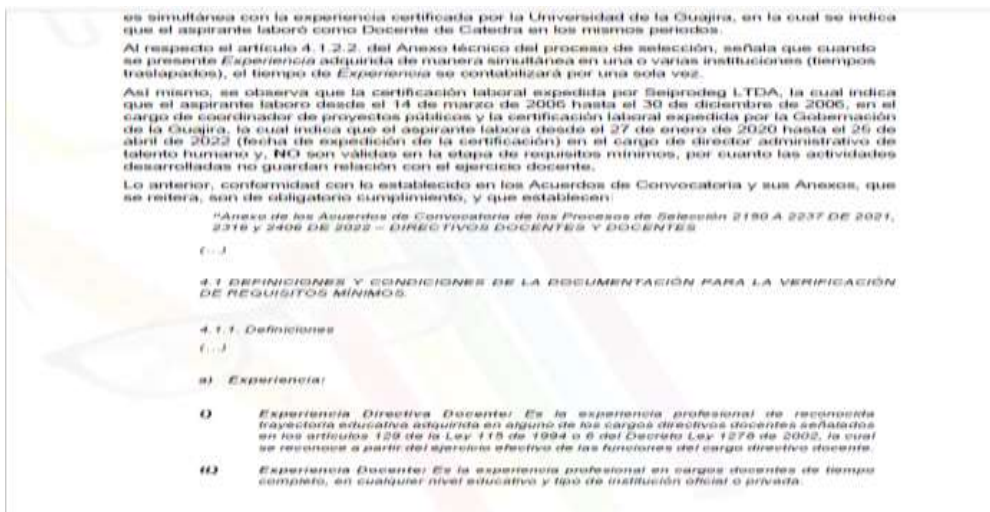 es simultánea con la experiencia certificada por la Universidad de la Guajira, en la cual se indica
que el aspirante laboró como Docente de Catedra en los mismos periodos.
Al respecto el artículo 4.1.2.2. del Anexo técnico del proceso de selección, señala que cuando
se presente Experiencia adquirida de manera simultánea en una o varias instituciones (tiempos
traslapados), el tiempo de Experiencia se contabilizará por una sola vez.
Así mismo, se observa que la certificación laboral expedida por Seiprodeg LTDA, la cual indica
que el aspirante laboro desde el 14 de marzo de 2006 hasta el 30 de diciembre de 2006, en el
cargo de coordinador de proyectos públicos y la certificación laboral expedida por la Gobernación
de la Guajira, la cual indica que el aspirante labora desde el 27 de enero de 2020 hasta el 26 de
abril de 2022 (fecha de expedición de la certificación) en el cargo de director administrativo de
talento humano y, NO son válidas en la etapa de requisitos mínimos, por cuanto las actividades
desarrolladas no guardan relación con el ejercicio docente.
Lo anterior, conformidad con lo establecido en los Acuerdos de Convocatoria y sus Anexos, que
se reitera, son de obligatorio cumplimiento, y que establecen:
"Anexo de los Acuerdos de Convocatoria de los Procesos de Selección 2150 A 2237 DE 2021,
2316 y 2406 DE 2022 – DIRECTIVOS DOCENTES Y DOCENTES
(...)
4.1 DEFINICIONES Y CONDICIONES DE LA DOCUMENTACIÓN PARA LA VERIFICACIÓN
DE REQUISITOS MÍNIMOS.
4.1.1. Definiciones
(...)
a) Experiencia:
i) Experiencia Directiva Docente: Es la experiencia profesional de reconocida
trayectoria educativa adquirida en alguno de los cargos directivos docentes señalados
en los artículos 129 de la Ley 115 de 1994 o 6 del Decreto Ley 1278 de 2002, la cual
se reconoce a partir del ejercicio efectivo de las funciones del cargo directivo docente.
ii) Experiencia Docente: Es la experiencia profesional en cargos docentes de tiempo
completo, en cualquier nivel educativo y tipo de institución oficial o privada.